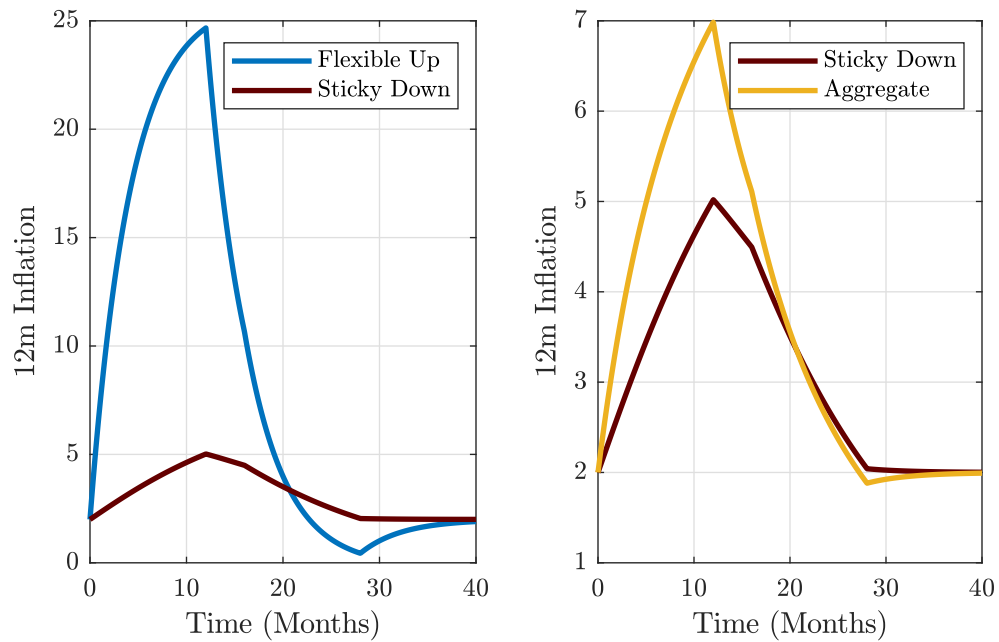 25
20
15
10
5
0
12m Inflation
Flexible Up
Sticky Down
0
10
20
30
40
Time (Months)
7
6
5
4
3
2
1
12m Inflation
Sticky Down
Aggregate
0
10
20
30
40
Time (Months)